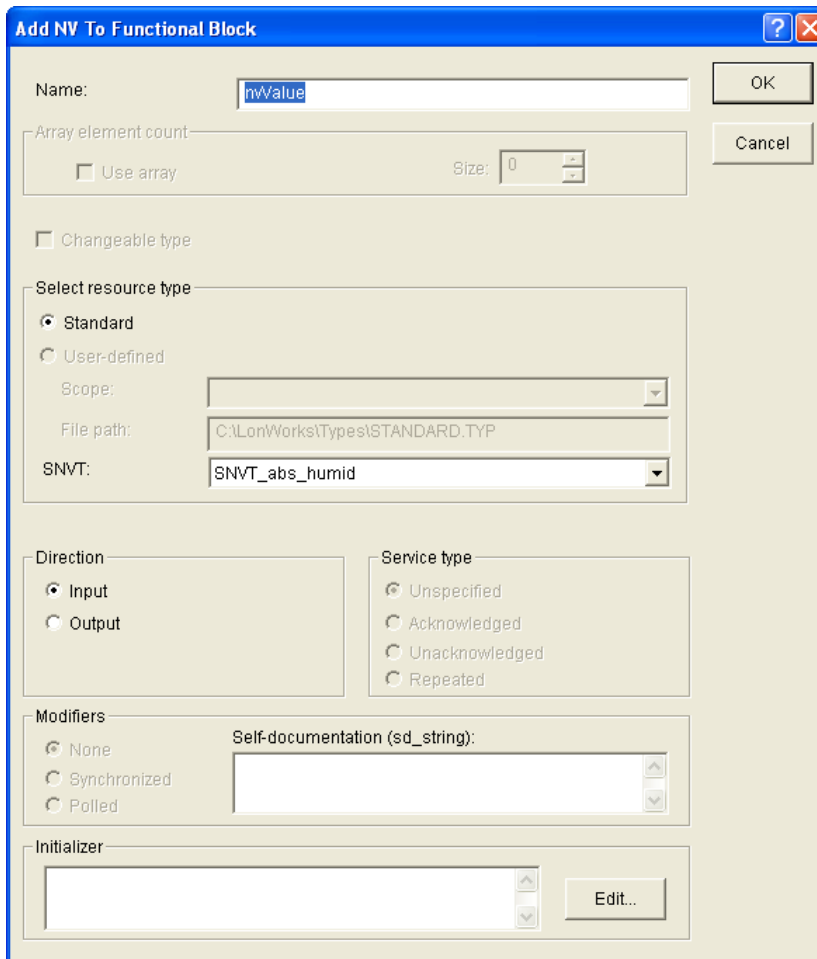 Add NV To Functional Block
Name: nvValue
OK
Cancel
Array element count
Use array Size: 0
Changeable type
Select resource type
Standard
User-defined
Scope:
File path: C:\LonWorks\Types\STANDARD.TYP
SNVT: SNVT_abs_humid
Direction
Input
Output
Service type
Unspecified
Acknowledged
Unacknowledged
Repeated
Modifiers
None
Synchronized
Polled
Self-documentation (sd_string):
Initializer
Edit...